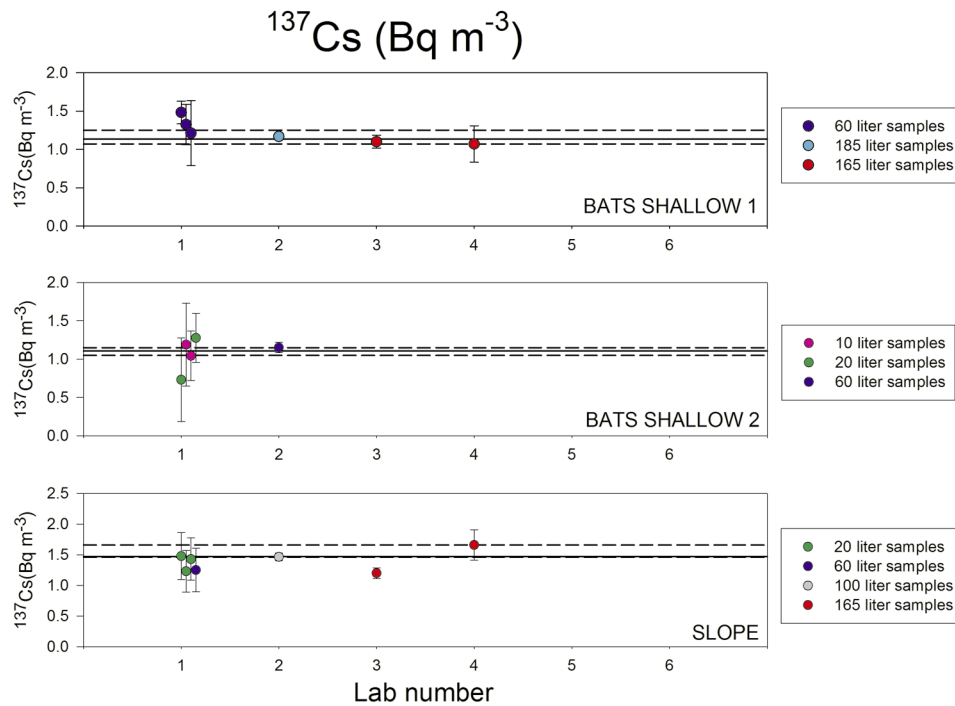 ¹³⁷Cs (Bq m⁻³)
¹³⁷Cs(Bq m⁻³)
2.0
1.5
1.0
0.5
0.0
BATS SHALLOW 1
1 2 3 4 5 6
60 liter samples
185 liter samples
165 liter samples
¹³⁷Cs(Bq m⁻³)
2.0
1.5
1.0
0.5
0.0
BATS SHALLOW 2
1 2 3 4 5 6
10 liter samples
20 liter samples
60 liter samples
¹³⁷Cs(Bq m⁻³)
2.5
2.0
1.5
1.0
0.5
0.0
SLOPE
1 2 3 4 5 6
20 liter samples
60 liter samples
100 liter samples
165 liter samples
Lab number